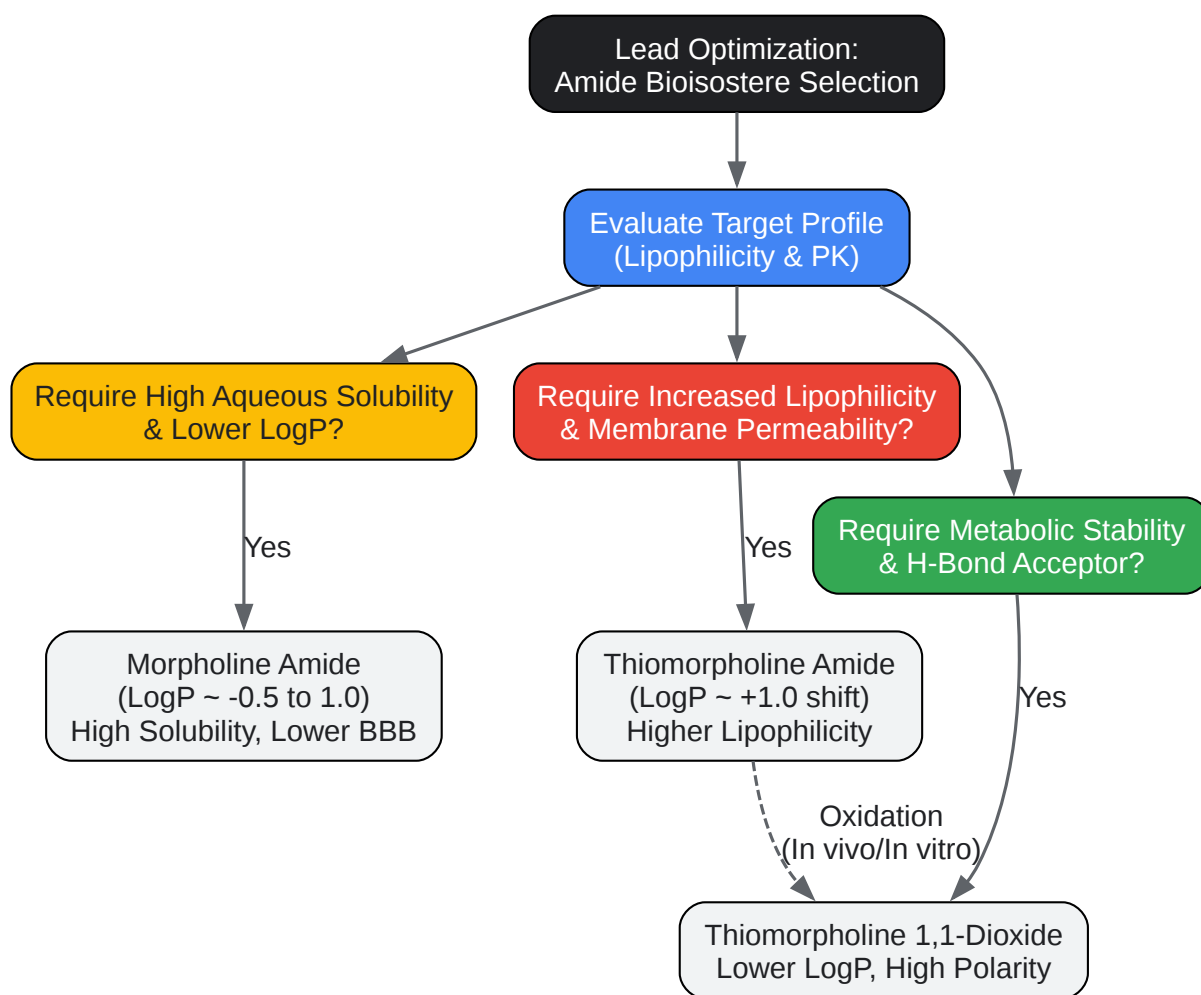 Lead Optimization:
Amide Bioisostere Selection
Evaluate Target Profile
(Lipophilicity & PK)
Require High Aqueous Solubility
& Lower LogP?
Require Increased Lipophilicity
& Membrane Permeability?
Require Metabolic Stability
& H-Bond Acceptor?
Yes
Yes
Yes
Morpholine Amide
(LogP ~ -0.5 to 1.0)
High Solubility, Lower BBB
Thiomorpholine Amide
(LogP ~ +1.0 shift)
Higher Lipophilicity
Oxidation
(In vivo/In vitro)
Thiomorpholine 1,1-Dioxide
Lower LogP, High Polarity